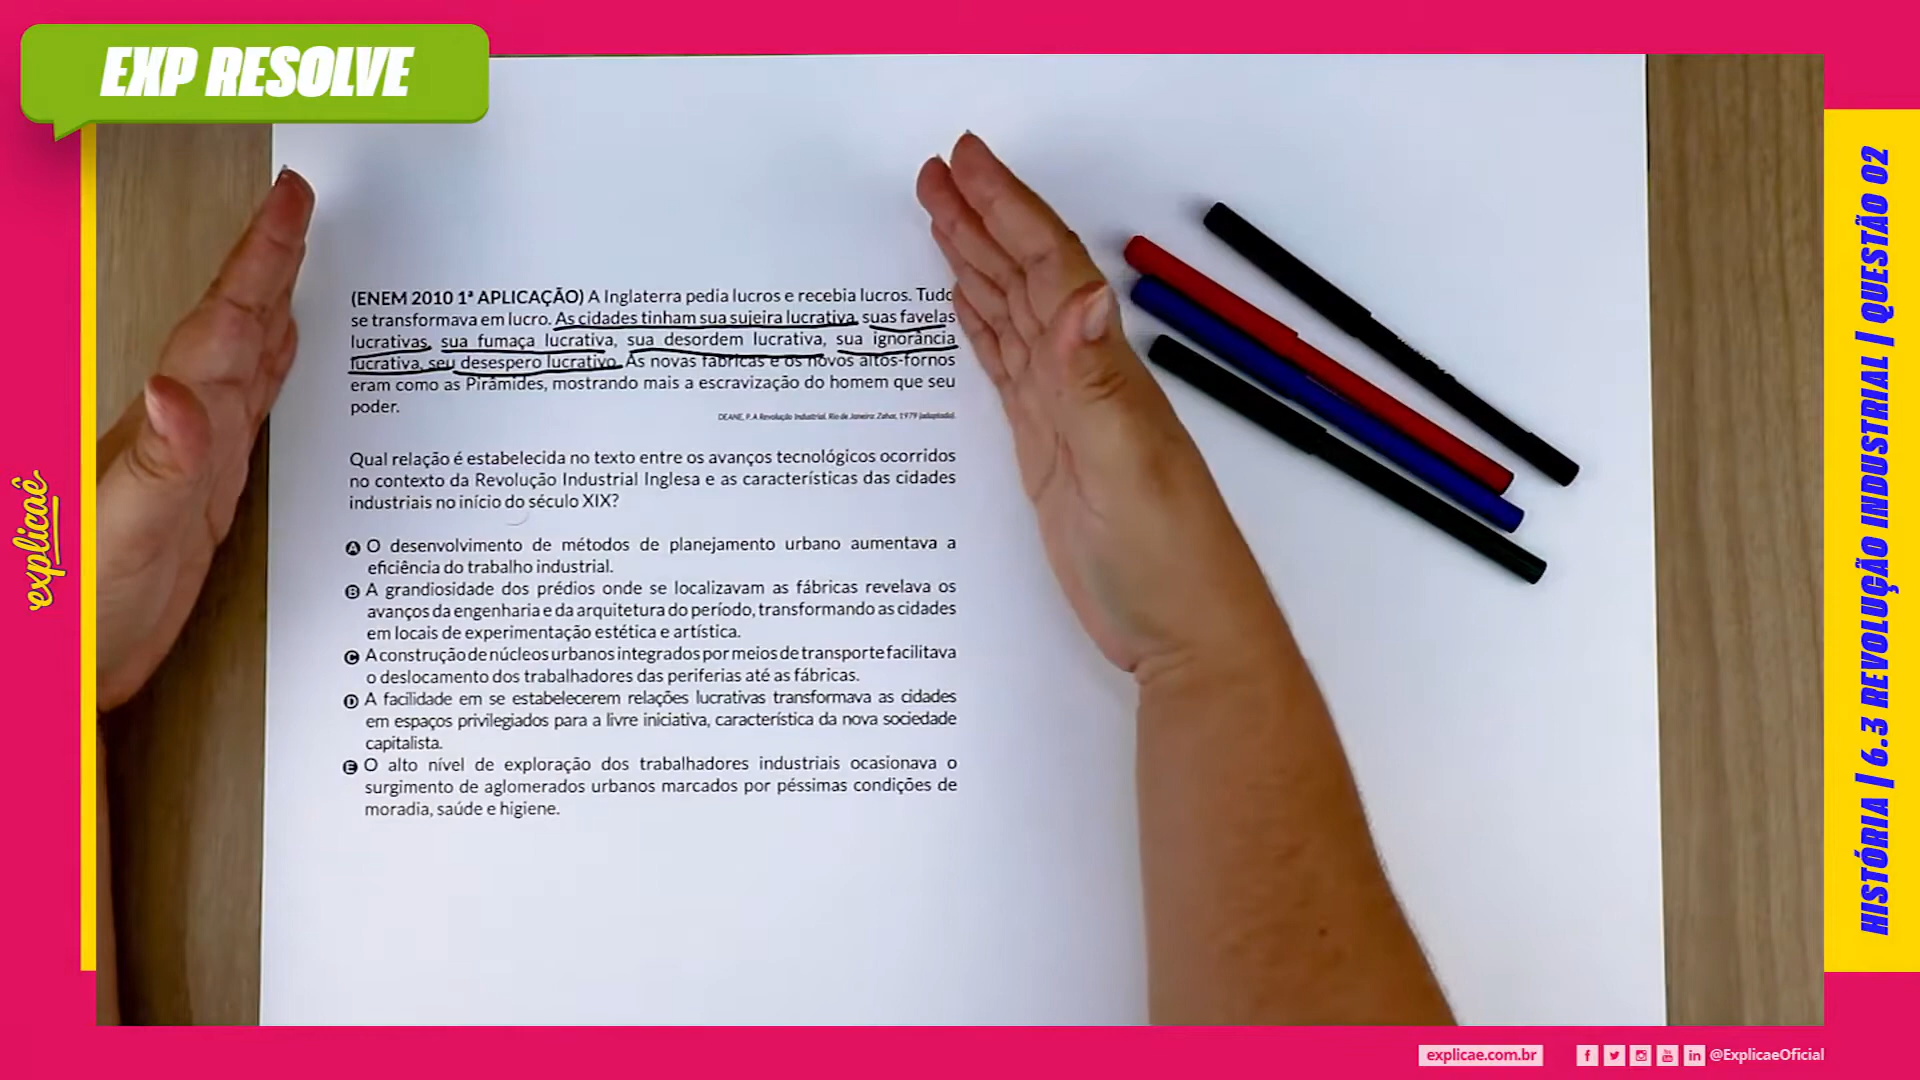 EXP RESOLVE
(ENEM 2010 1ª APLICAÇÃO) A Inglaterra pedia lucros e recebia lucros. Tudo
se transformava em lucro. As cidades tinham sua sujeira lucrativa, suas favelas
lucrativas, sua fumaça lucrativa, sua desordem lucrativa, sua ignorância
lucrativa, seu desespero lucrativo. As novas fábricas e os novos altos-fornos
eram como as Pirâmides, mostrando mais a escravização do homem que seu
poder.
DEANE, P. A Revolução Industrial. Rio de Janeiro: Zahar, 1979 (adaptado).
Qual relação é estabelecida no texto entre os avanços tecnológicos ocorridos
no contexto da Revolução Industrial Inglesa e as características das cidades
industriais no início do século XIX?
A O desenvolvimento de métodos de planejamento urbano aumentava a
eficiência do trabalho industrial.
B A grandiosidade dos prédios onde se localizavam as fábricas revelava os
avanços da engenharia e da arquitetura do período, transformando as cidades
em locais de experimentação estética e artística.
C A construção de núcleos urbanos integrados por meios de transporte facilitava
o deslocamento dos trabalhadores das periferias até as fábricas.
D A facilidade em se estabelecerem relações lucrativas transformava as cidades
em espaços privilegiados para a livre iniciativa, característica da nova sociedade
capitalista.
E O alto nível de exploração dos trabalhadores industriais ocasionava o
surgimento de aglomerados urbanos marcados por péssimas condições de
moradia, saúde e higiene.
explicaê
HISTÓRIA | 6.3 REVOLUÇÃO INDUSTRIAL | QUESTÃO 02
explicae.com.br
@ExplicaeOficial